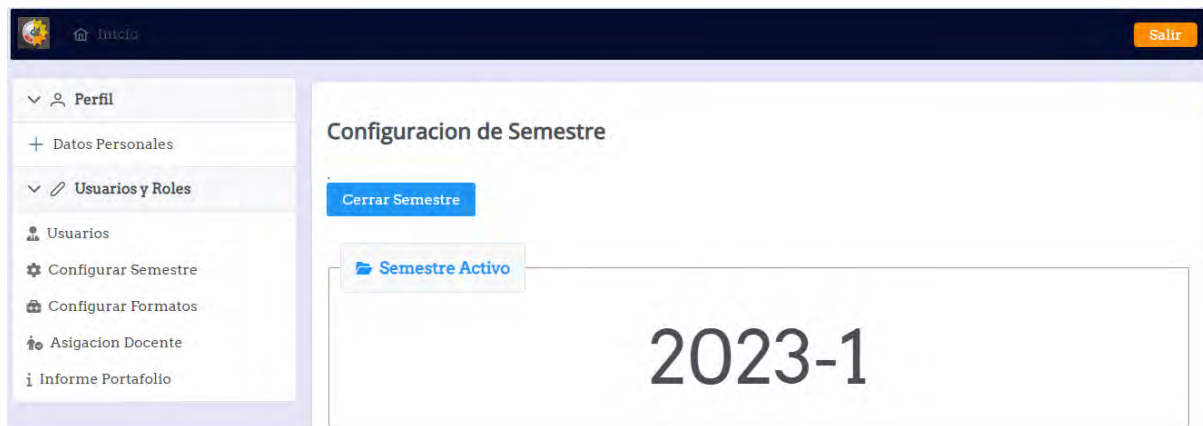 Inicio
Salir
Perfil
Datos Personales
Usuarios y Roles
Usuarios
Configurar Semestre
Configurar Formatos
Asigacion Docente
Informe Portafolio
Configuracion de Semestre
.
Cerrar Semestre
Semestre Activo
2023-1